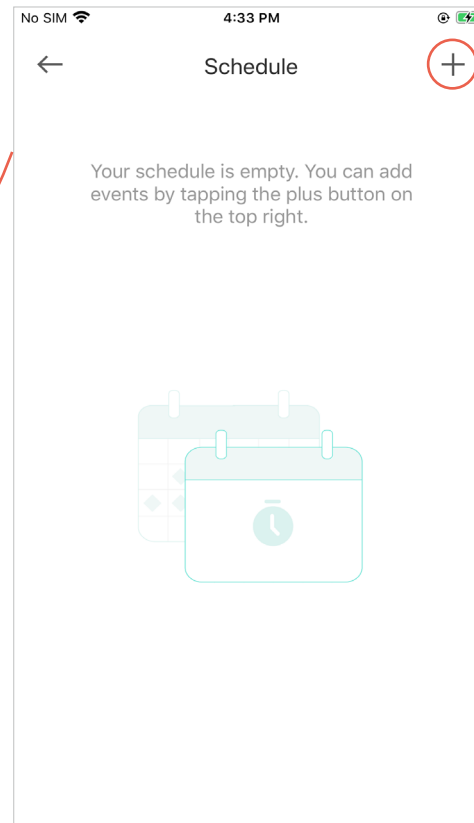 No SIM 4:33 PM
Schedule
Your schedule is empty. You can add
events by tapping the plus button on
the top right.